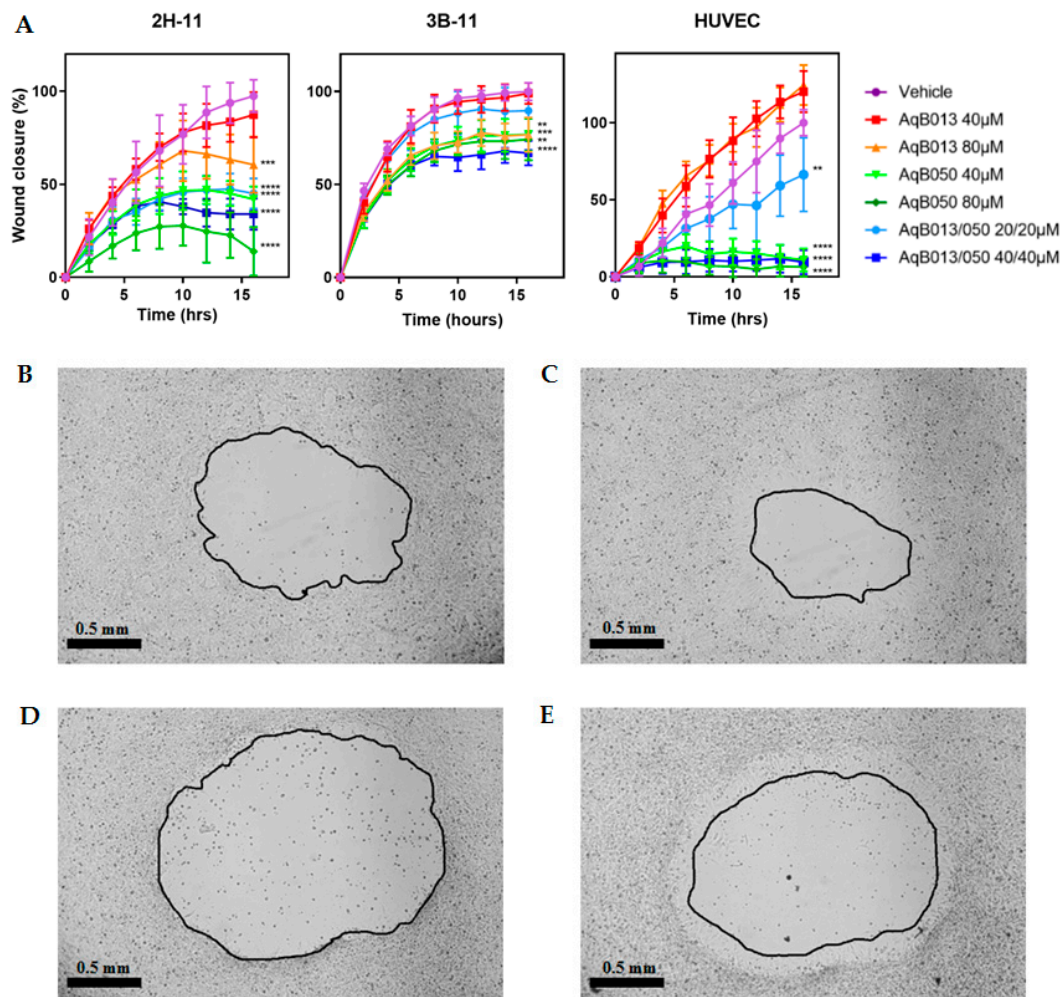 A
2H-11
3B-11
HUVEC
Wound closure (%)
100
50
0
0 5 10 15
Time (hrs)
**
***
****
****
****
****
100
50
0
0 5 10 15
Time (hours)
**
***
**
****
100
50
0
0 5 10 15
Time (hrs)
**
****
****
****
Vehicle
AqB013 40µM
AqB013 80µM
AqB050 40µM
AqB050 80µM
AqB013/050 20/20µM
AqB013/050 40/40µM
B
0.5 mm
C
0.5 mm
D
0.5 mm
E
0.5 mm